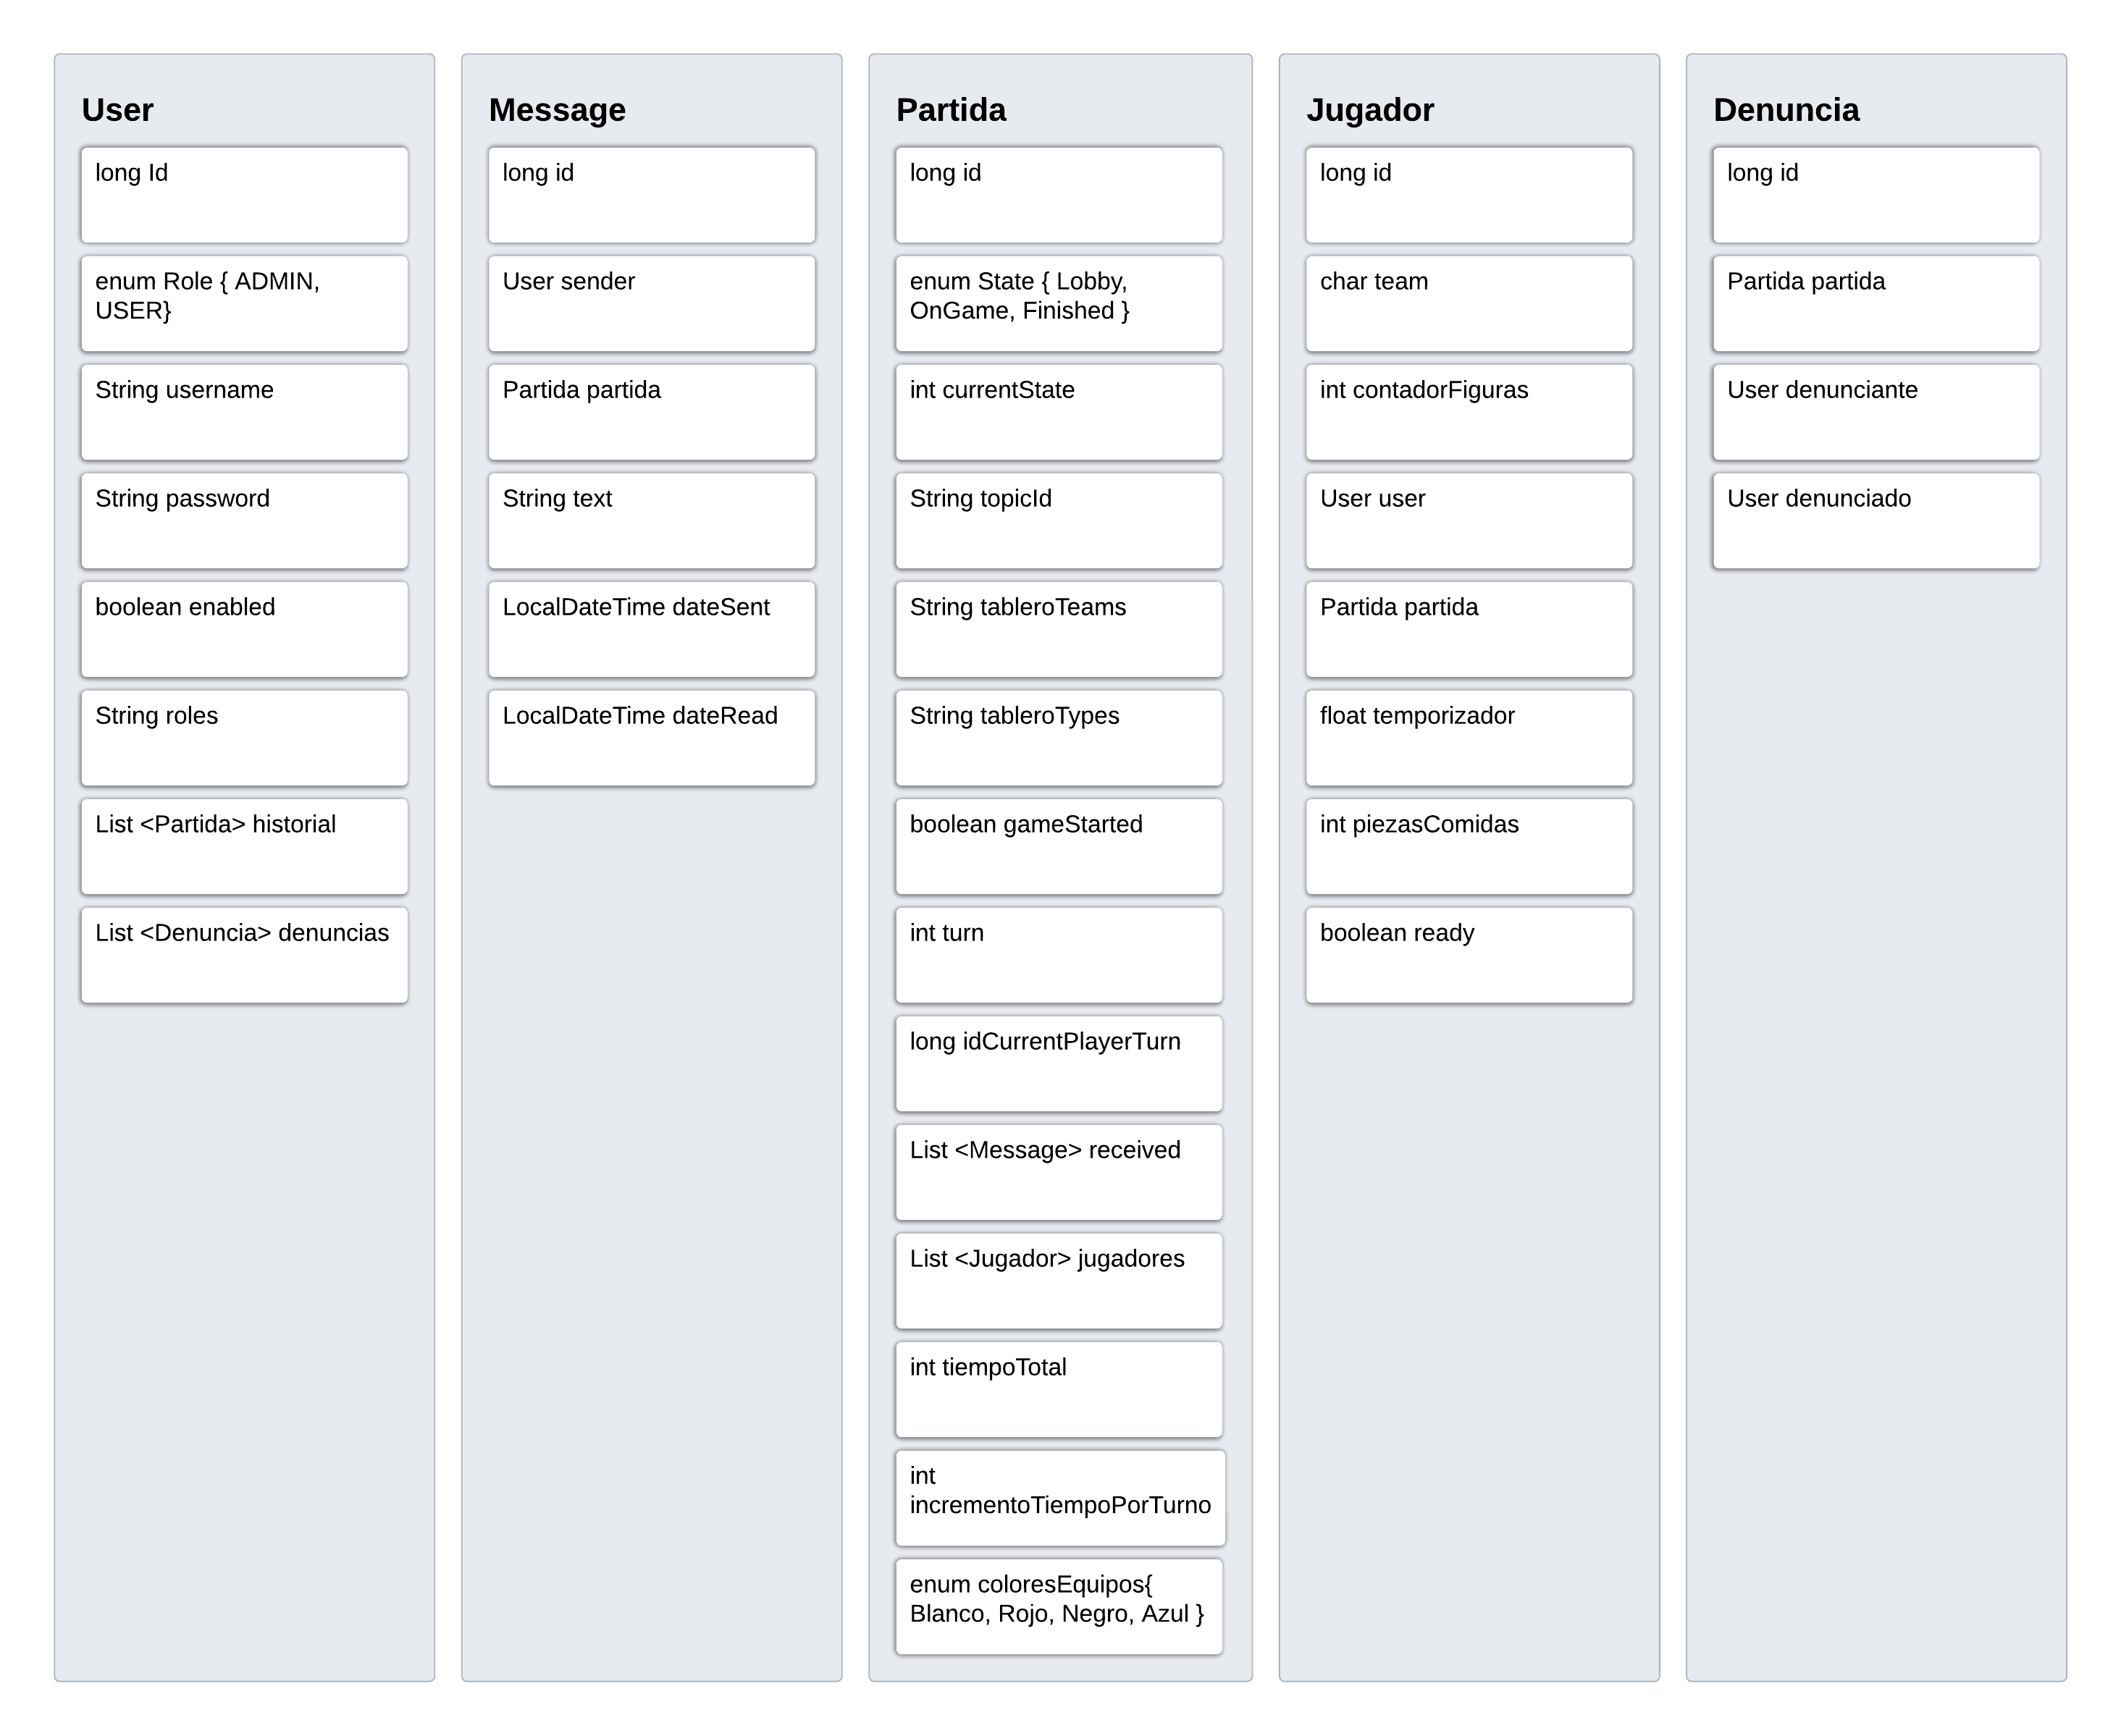 User
long Id
enum Role { ADMIN,
USER}
String username
String password
boolean enabled
String roles
List <Partida> historial
List <Denuncia> denuncias
Message
long id
User sender
Partida partida
String text
LocalDateTime dateSent
LocalDateTime dateRead
Partida
long id
enum State { Lobby,
OnGame, Finished }
int currentState
String topicId
String tableroTeams
String tableroTypes
boolean gameStarted
int turn
long idCurrentPlayerTurn
List <Message> received
List <Jugador> jugadores
int tiempoTotal
int
incrementoTiempoPorTurno
enum coloresEquipos{
Blanco, Rojo, Negro, Azul }
Jugador
long id
char team
int contadorFiguras
User user
Partida partida
float temporizador
int piezasComidas
boolean ready
Denuncia
long id
Partida partida
User denunciante
User denunciado